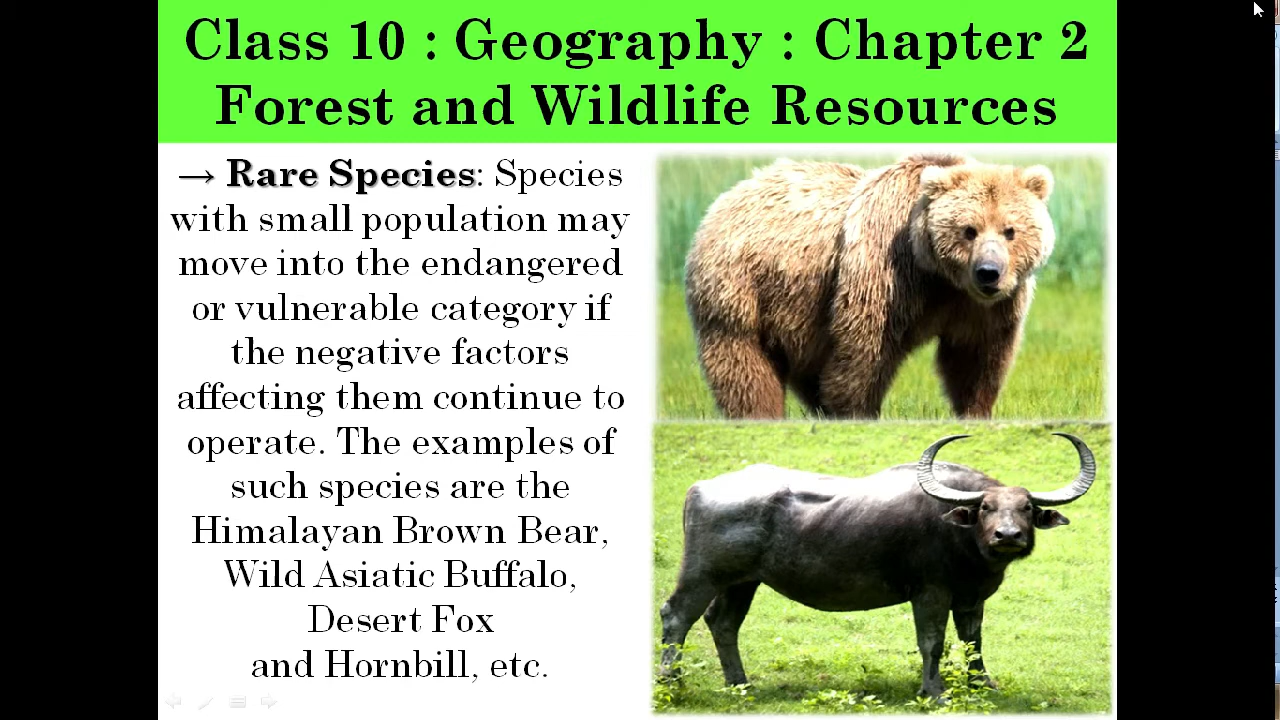 Class 10 : Geography : Chapter 2
Forest and Wildlife Resources
→ Rare Species: Species
with small population may
move into the endangered
or vulnerable category if
the negative factors
affecting them continue to
operate. The examples of
such species are the
Himalayan Brown Bear,
Wild Asiatic Buffalo,
Desert Fox
and Hornbill, etc.